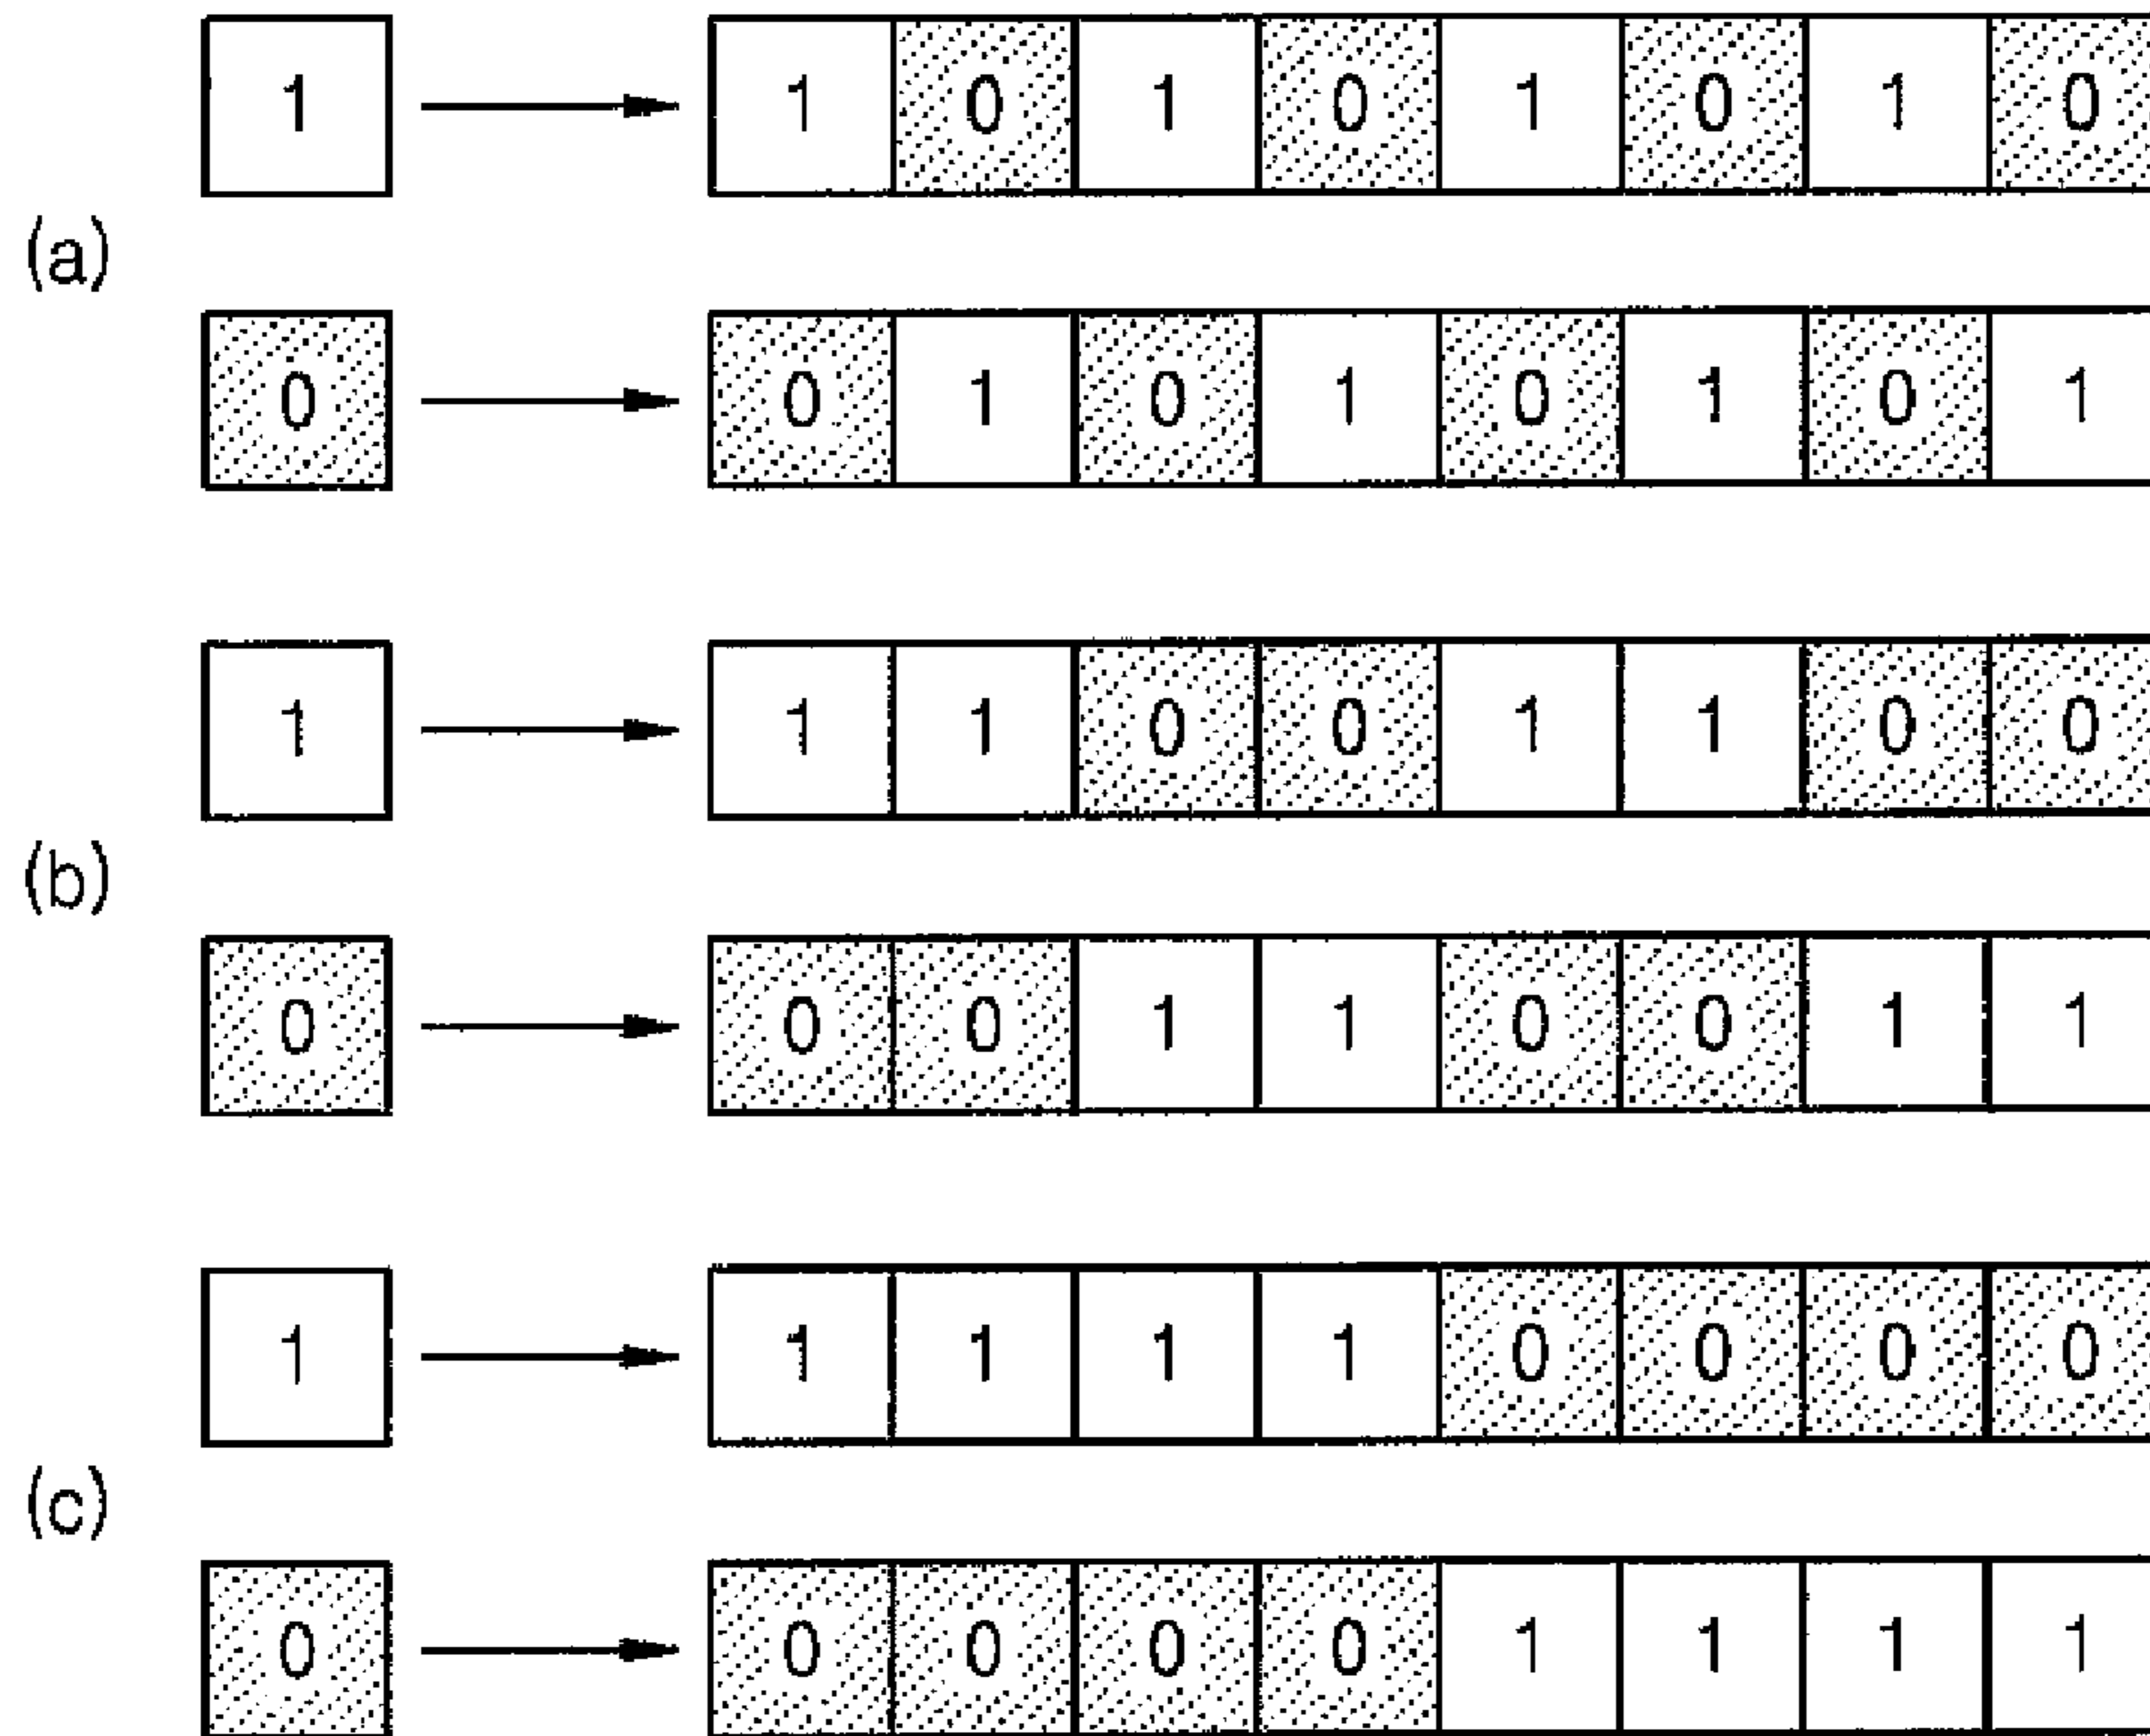 1 1 0 1 0 1 0 1 0
(a)
0 0 1 0 1 0 1 0 1
1 1 1 0 0 1 1 0 0
(b)
0 0 0 1 1 0 0 1 1
1 1 1 1 1 0 0 0 0
(c)
0 0 0 0 0 1 1 1 1